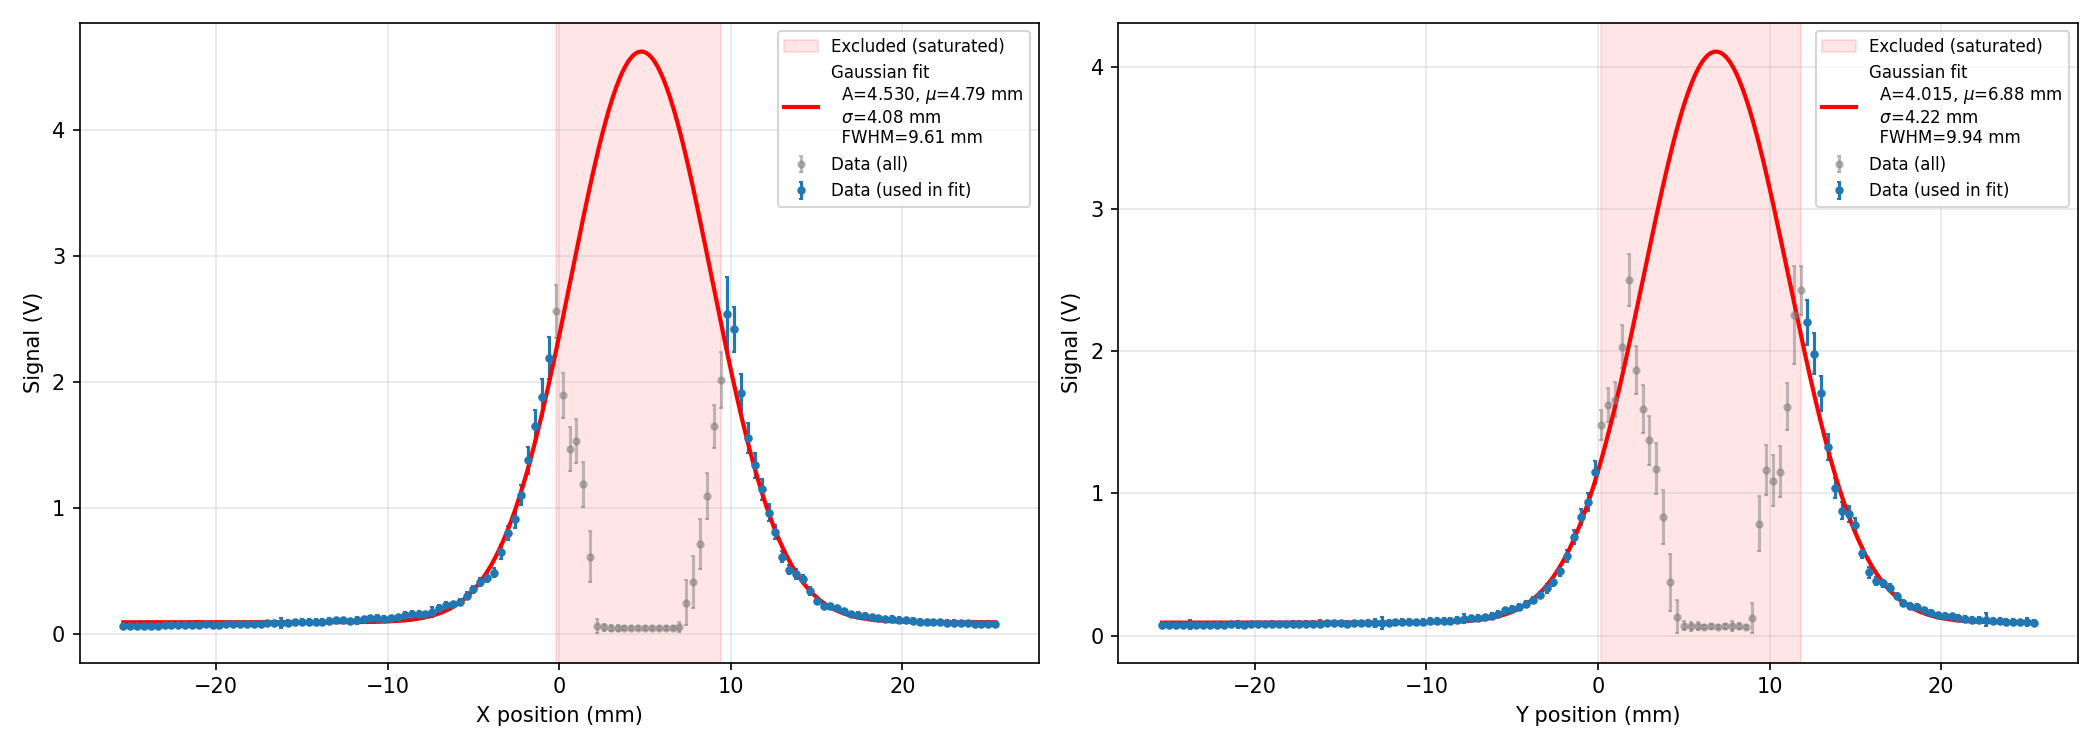 Signal (V)
4
3
2
1
0
Excluded (saturated)
Gaussian fit
A=4.530, μ=4.79 mm
σ=4.08 mm
FWHM=9.61 mm
Data (all)
Data (used in fit)
−20
−10
0
10
20
X position (mm)
Signal (V)
4
3
2
1
0
Excluded (saturated)
Gaussian fit
A=4.015, μ=6.88 mm
σ=4.22 mm
FWHM=9.94 mm
Data (all)
Data (used in fit)
−20
−10
0
10
20
Y position (mm)